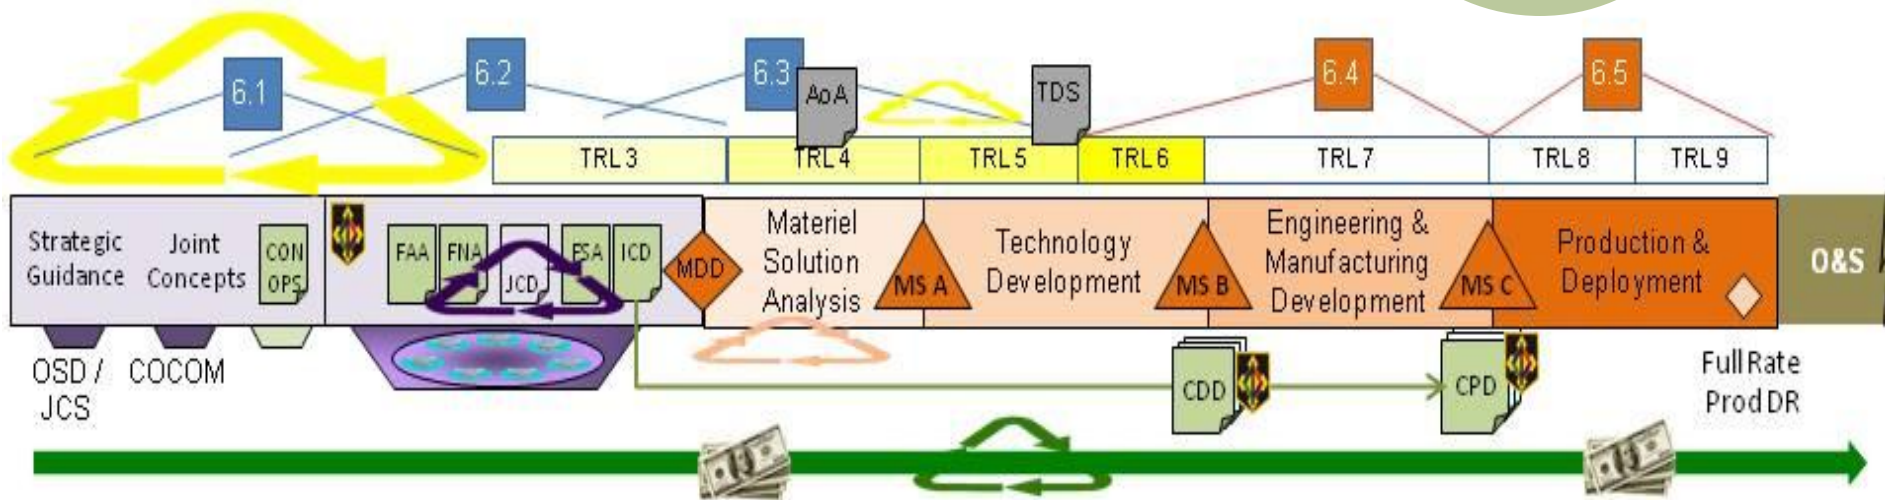 6.1
6.2
6.3
AoA
TDS
6.4
6.5
TRL 3
TRL 4
TRL 5
TRL 6
TRL 7
TRL 8
TRL 9
Strategic
Guidance
Joint
Concepts
CON
OPS
FAA
FNA
JCD
FSA
ICD
MDD
Materiel
Solution
Analysis
MS A
Technology
Development
MS B
Engineering &
Manufacturing
Development
MS C
Production &
Deployment
O&S
OSD /
JCS
COCOM
CDD
CPD
Full Rate
Prod DR